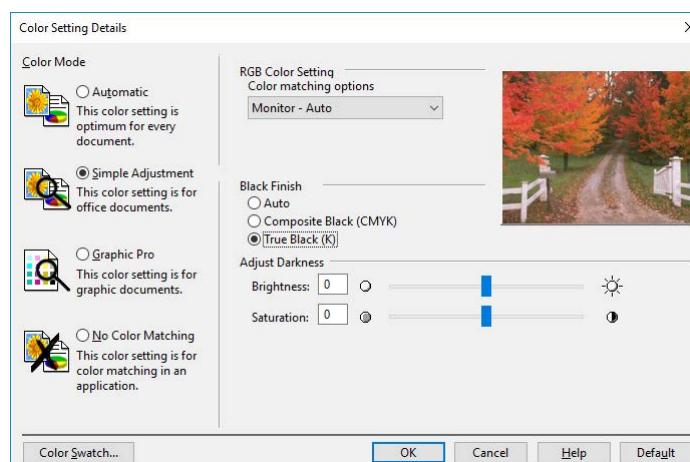 Color Setting Details
Color Mode
Automatic
This color setting is
optimum for every
document.
Simple Adjustment
This color setting is for
office documents.
Graphic Pro
This color setting is for
graphic documents.
No Color Matching
This color setting is for
color matching in an
application.
RGB Color Setting
Color matching options
Monitor - Auto
Black Finish
Auto
Composite Black (CMYK)
True Black (K)
Adjust Darkness
Brightness: 0
Saturation: 0
Color Swatch... OK Cancel Help Default